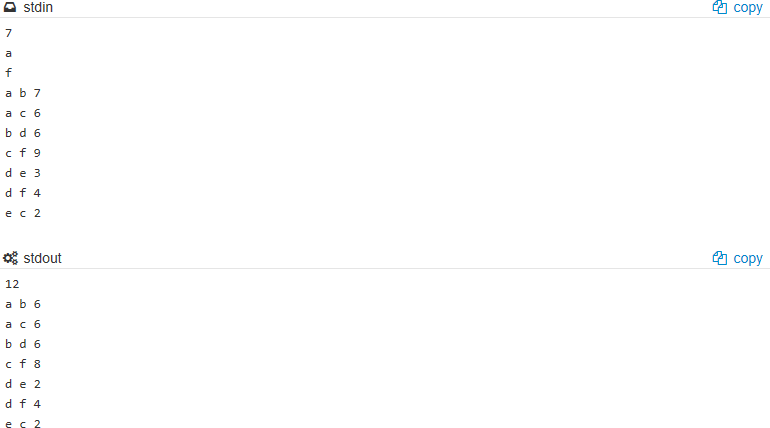 stdin copy
7
a
f
a b 7
a c 6
b d 6
c f 9
d e 3
d f 4
e c 2
stdout copy
12
a b 6
a c 6
b d 6
c f 8
d e 2
d f 4
e c 2